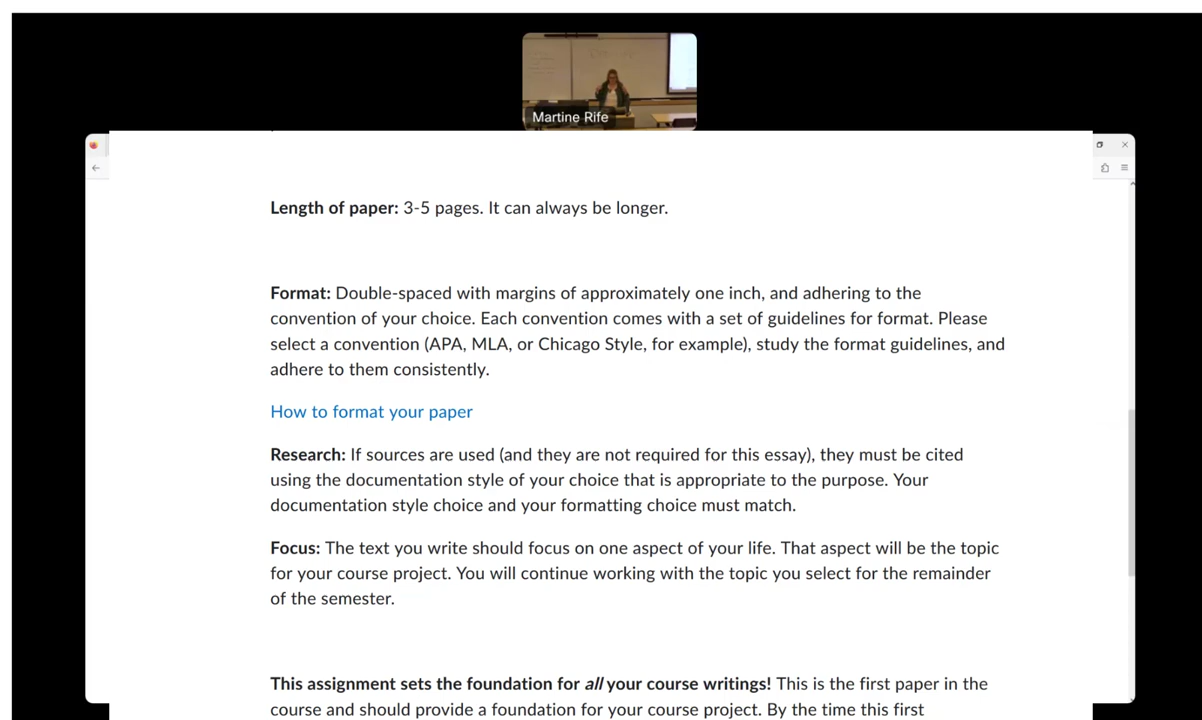 Martine Rife
Length of paper: 3-5 pages. It can always be longer.
Format: Double-spaced with margins of approximately one inch, and adhering to the
convention of your choice. Each convention comes with a set of guidelines for format. Please
select a convention (APA, MLA, or Chicago Style, for example), study the format guidelines, and
adhere to them consistently.
How to format your paper
Research: If sources are used (and they are not required for this essay), they must be cited
using the documentation style of your choice that is appropriate to the purpose. Your
documentation style choice and your formatting choice must match.
Focus: The text you write should focus on one aspect of your life. That aspect will be the topic
for your course project. You will continue working with the topic you select for the remainder
of the semester.
This assignment sets the foundation for all your course writings! This is the first paper in the
course and should provide a foundation for your course project. By the time this first